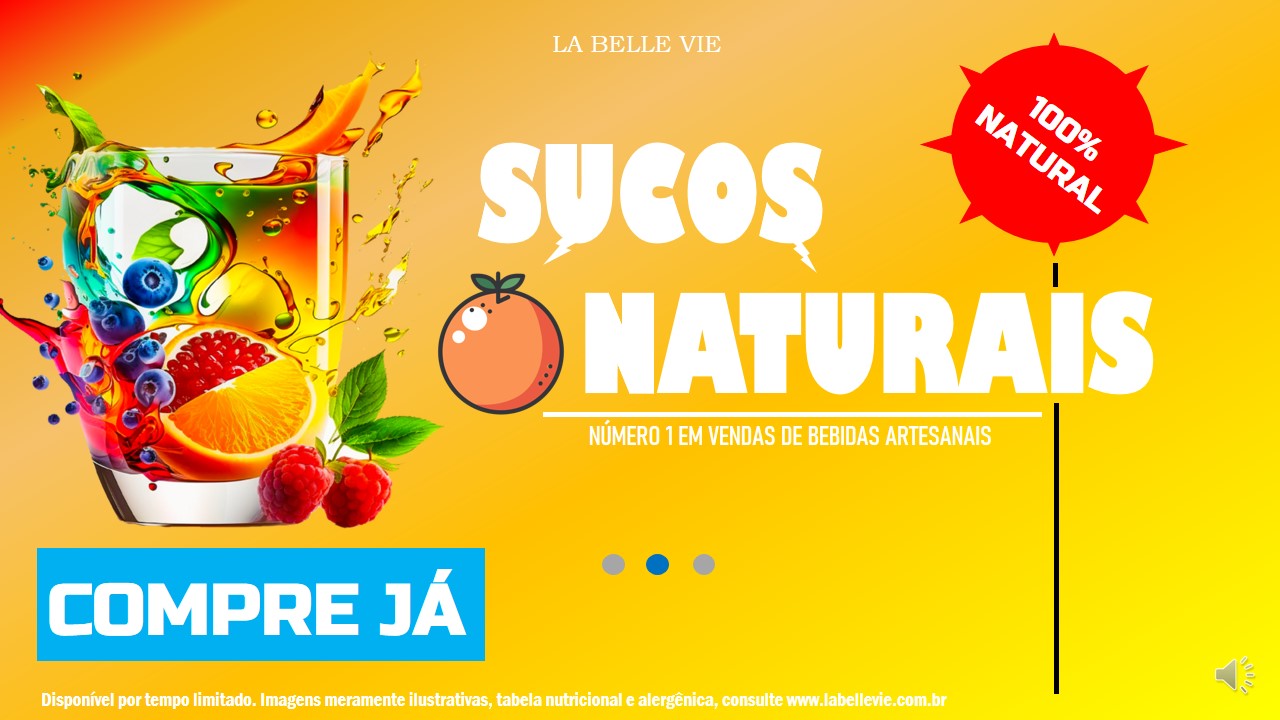 LA BELLE VIE
100%
NATURAL
SUCOS
NATURAIS
NÚMERO 1 EM VENDAS DE BEBIDAS ARTESANAIS
COMPRE JÁ
Disponível por tempo limitado. Imagens meramente ilustrativas, tabela nutricional e alergênica, consulte www.labellevie.com.br